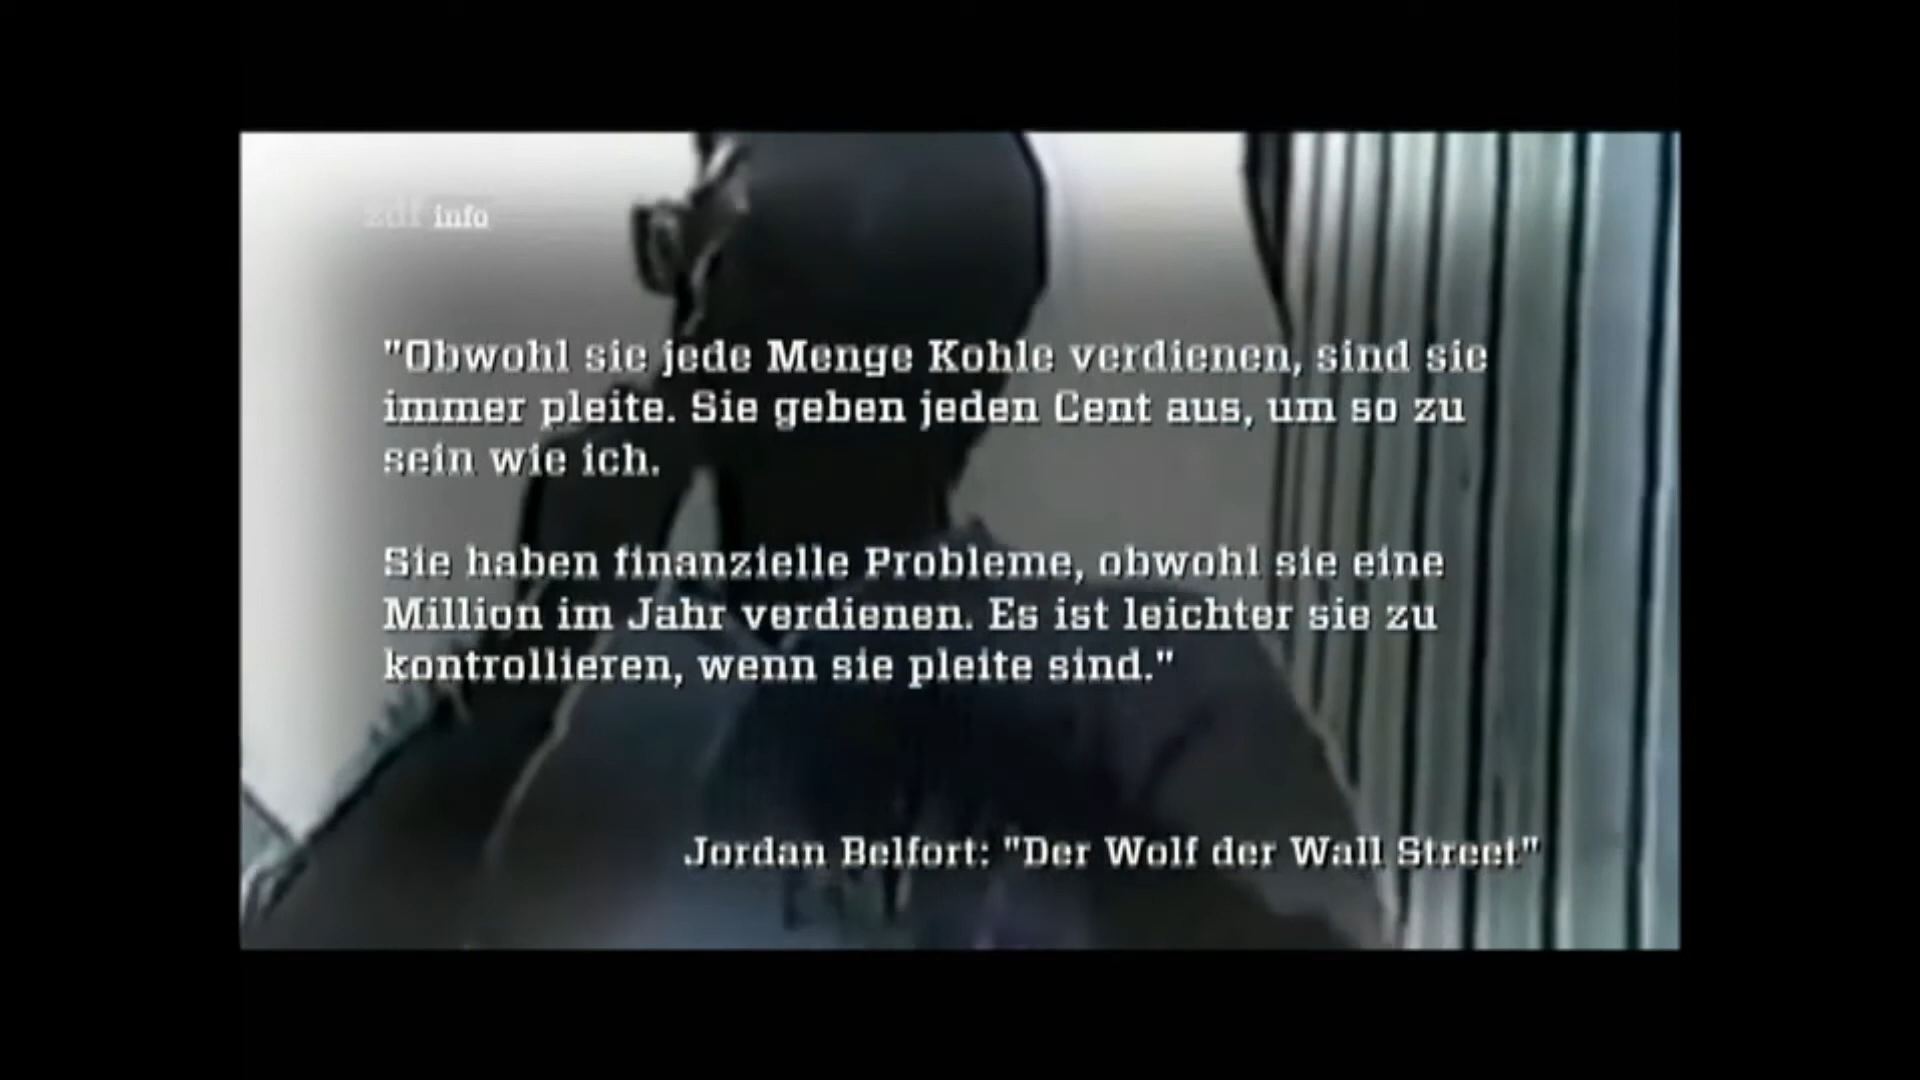 zdf info
"Obwohl sie jede Menge Kohle verdienen, sind sie
immer pleite. Sie geben jeden Cent aus, um so zu
sein wie ich.
Sie haben finanzielle Probleme, obwohl sie eine
Million im Jahr verdienen. Es ist leichter sie zu
kontrollieren, wenn sie pleite sind."
Jordan Belfort: "Der Wolf der Wall Street"